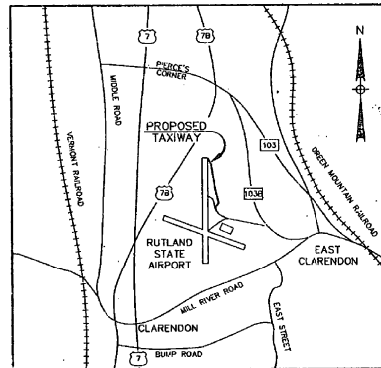 7
7B
N
PIERCE'S
CORNER
MIDDLE ROAD
PROPOSED
TAXIWAY
103
VERMONT RAILROAD
GREEN MOUNTAIN RAILROAD
7B
103B
RUTLAND
STATE
AIRPORT
EAST
CLARENDON
MILL RIVER ROAD
CLARENDON
EAST STREET
BUMP ROAD
7